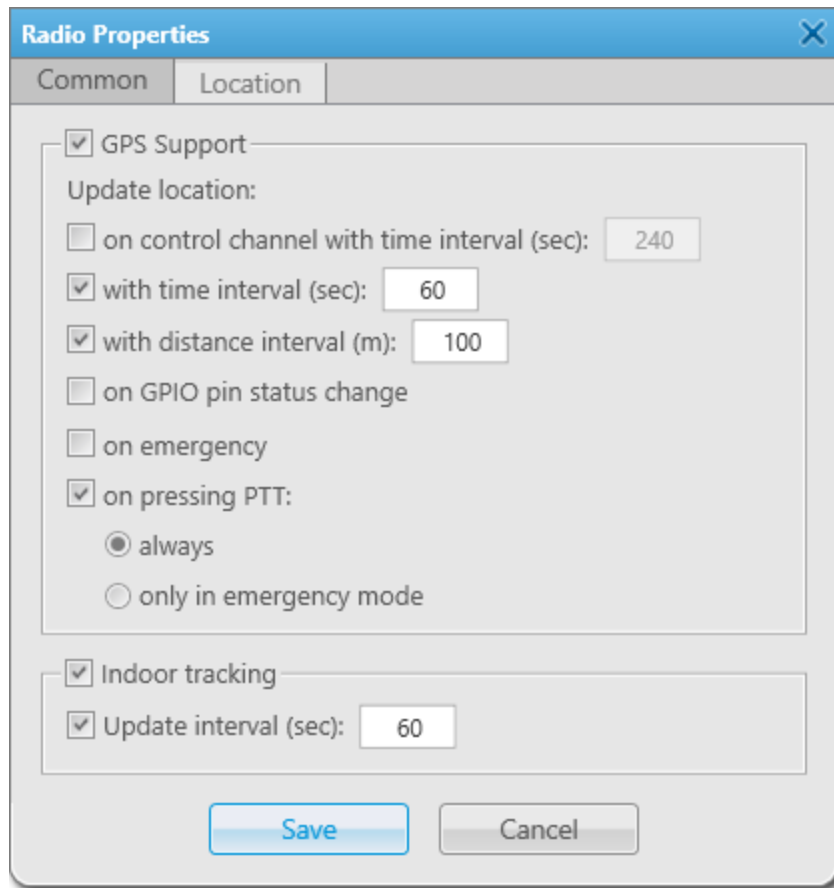 Radio Properties
Common Location
GPS Support
Update location:
on control channel with time interval (sec): 240
with time interval (sec): 60
with distance interval (m): 100
on GPIO pin status change
on emergency
on pressing PTT:
always
only in emergency mode
Indoor tracking
Update interval (sec): 60
Save Cancel